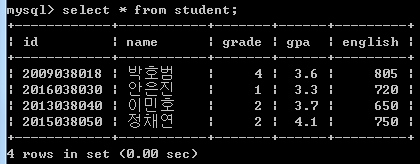 mysql> select * from student;
+------------+--------+-------+------+---------+
| id | name | grade | gpa | english |
+------------+--------+-------+------+---------+
| 2009038018 | 박호범 | 4 | 3.6 | 805 |
| 2016038030 | 안은진 | 1 | 3.3 | 720 |
| 2013038040 | 이민호 | 2 | 3.7 | 650 |
| 2015038050 | 정채연 | 2 | 4.1 | 750 |
+------------+--------+-------+------+---------+
4 rows in set (0.00 sec)